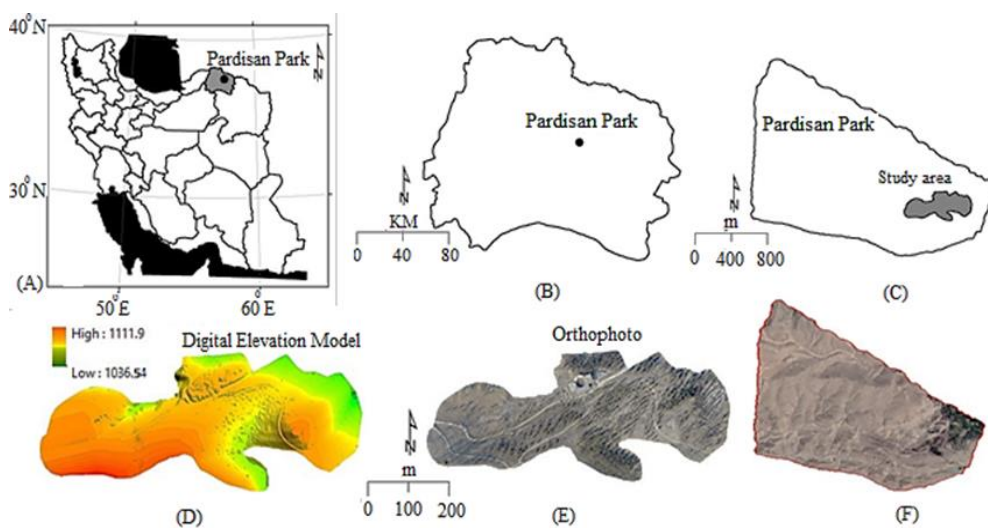 40°N
Pardisan Park
N
30°N
(A)
50°E
60°E
Pardisan Park
N
KM
0 40 80
(B)
Pardisan Park
Study area
N
m
0 400 800
(C)
High : 1111.9
Low : 1036.54
Digital Elevation Model
(D)
Orthophoto
N
m
0 100 200
(E)
(F)